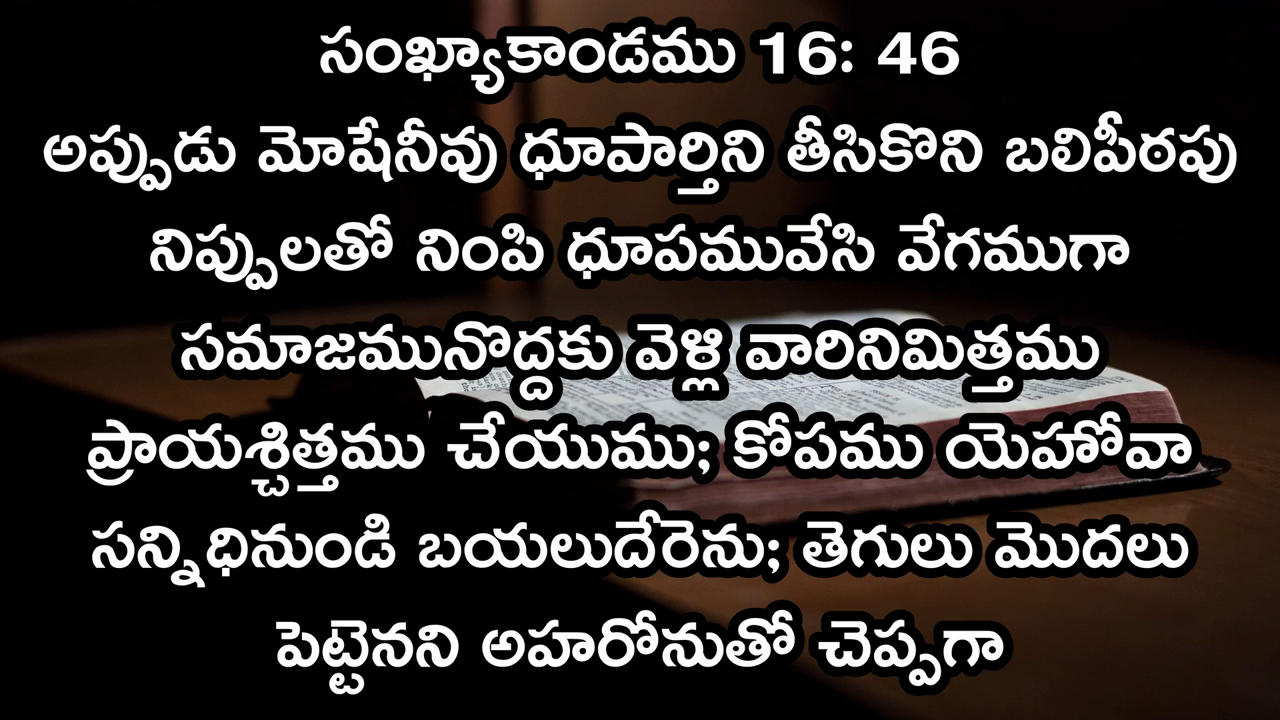 సంఖ్యాకాండము 16: 46
అప్పుడు మోషేనీవు ధూపార్తిని తీసికొని బలిపీఠపు
నిప్పులతో నింపి ధూపమువేసి వేగముగా
సమాజమునొద్దకు వెళ్లి వారినిమిత్తము
ప్రాయశ్చిత్తము చేయుము; కోపము యెహోవా
సన్నిధినుండి బయలుదేరెను; తెగులు మొదలు
పెట్టెనని అహరోనుతో చెప్పగా